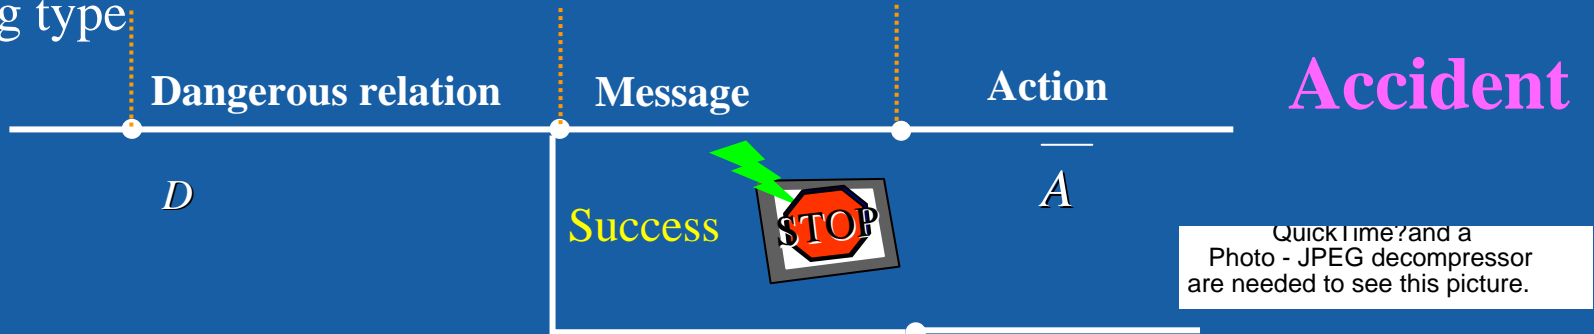 g type
Dangerous relation
Message
Action
Accident
D
A
Success
STOP
QuickTime?and a
Photo - JPEG decompressor
are needed to see this picture.